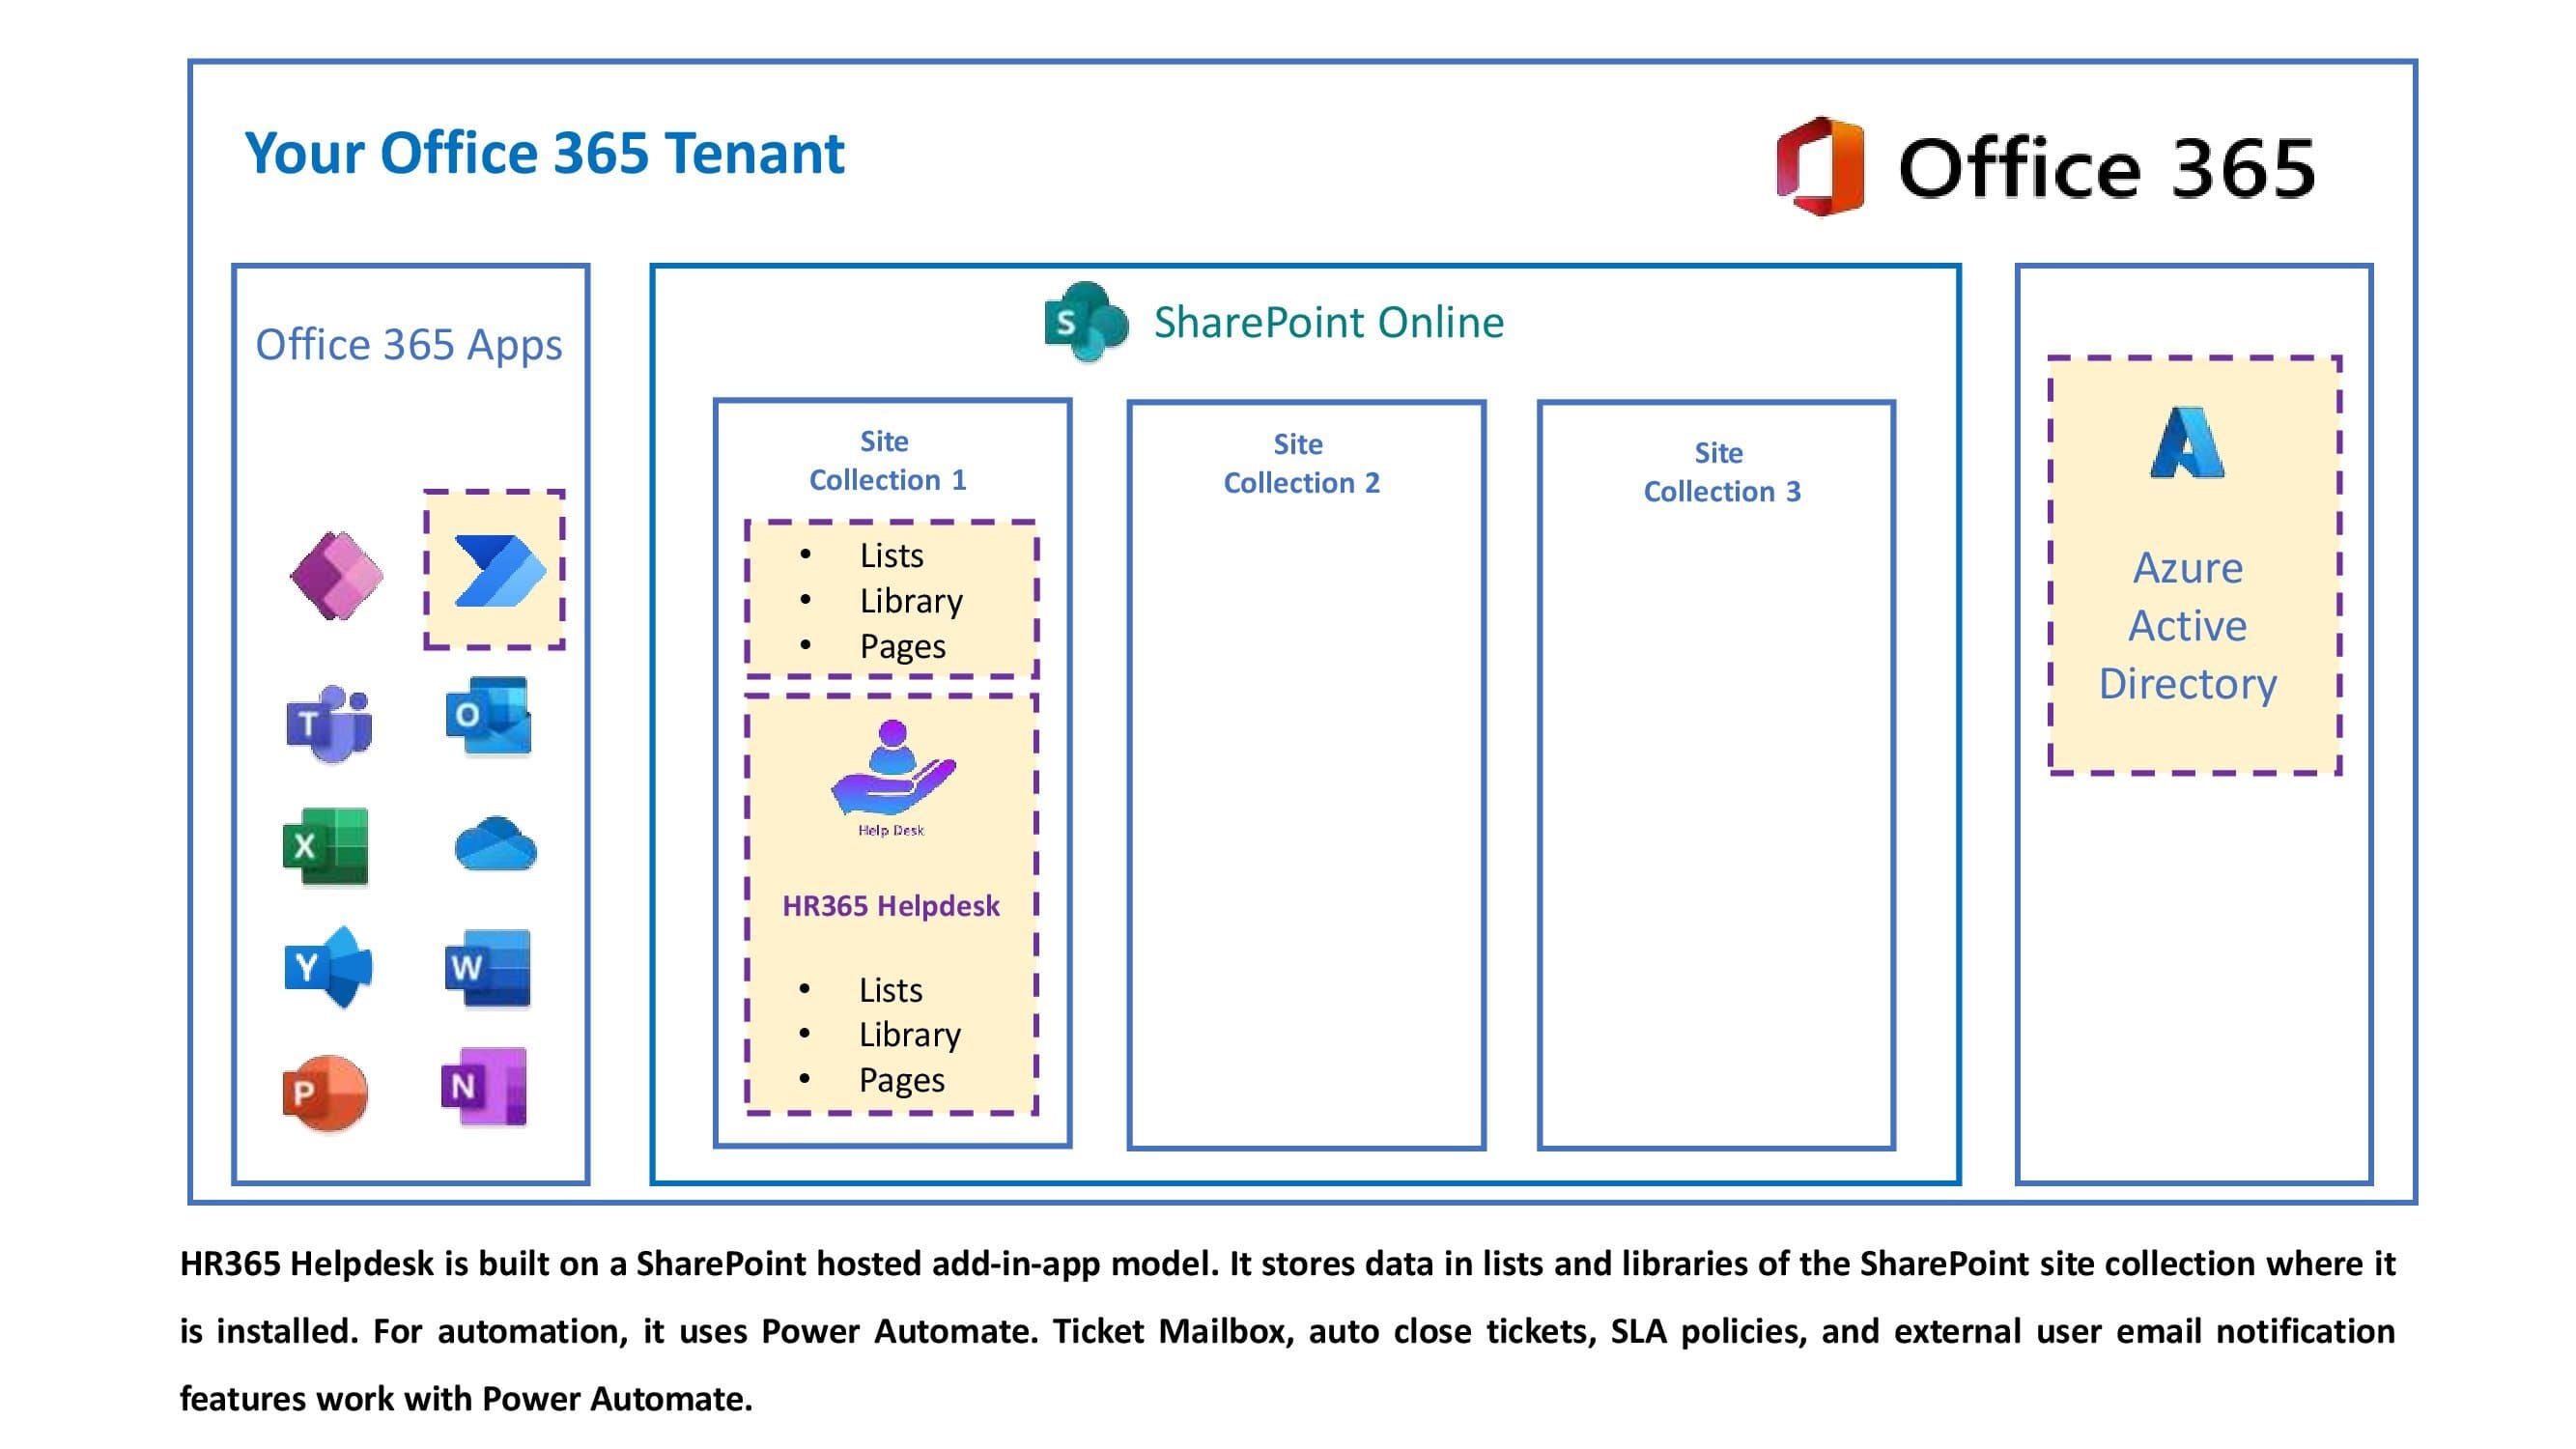 Your Office 365 Tenant
Office 365
Office 365 Apps
T
O
X
Y
W
P
N
S
SharePoint Online
Site
Collection 1
• Lists
• Library
• Pages
Help Desk
HR365 Helpdesk
• Lists
• Library
• Pages
Site
Collection 2
Site
Collection 3
Azure
Active
Directory
HR365 Helpdesk is built on a SharePoint hosted add-in-app model. It stores data in lists and libraries of the SharePoint site collection where it
is installed. For automation, it uses Power Automate. Ticket Mailbox, auto close tickets, SLA policies, and external user email notification
features work with Power Automate.